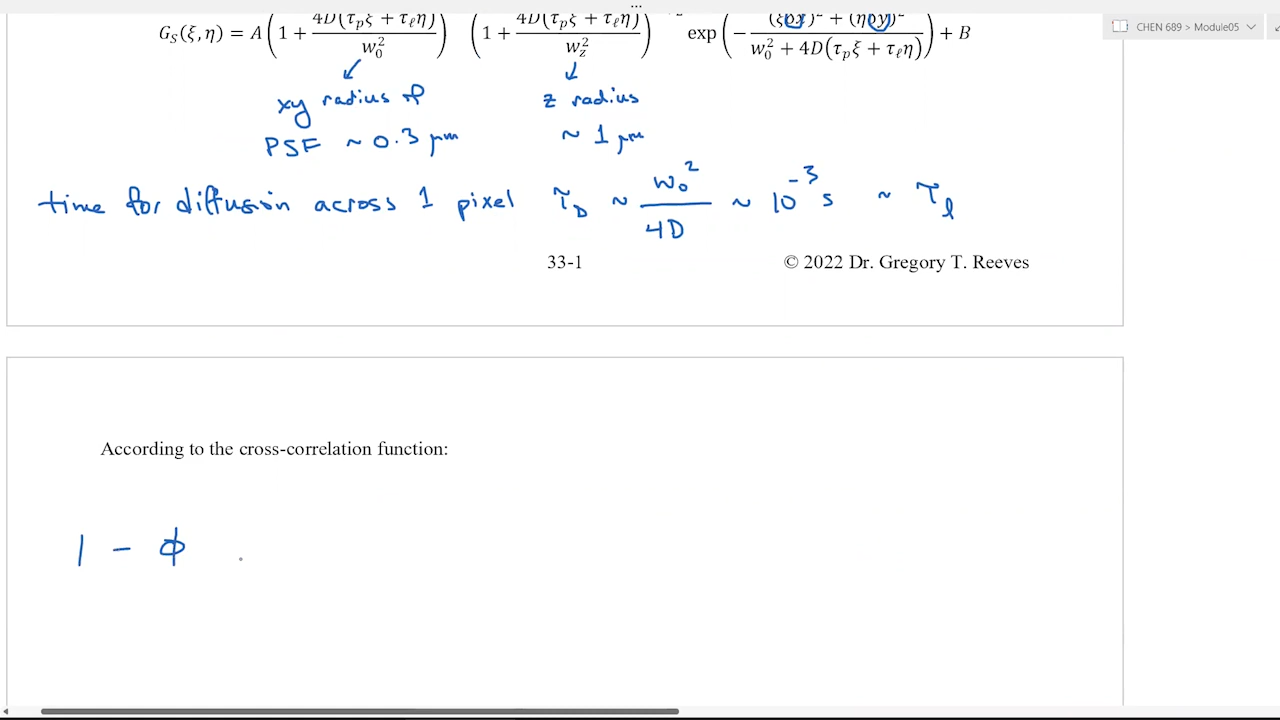 CHEN 689 > Module05
G_S(ξ,η) = A(1 + 4D(τ_pξ + τ_ℓη)/w_0^2) (1 + 4D(τ_pξ + τ_ℓη)/w_z^2) exp(−((ξδx)^2 + (ηδy)^2)/(w_0^2 + 4D(τ_pξ + τ_ℓη))) + B
xy radius of
PSF ~ 0.3 μm
z radius
~ 1 μm
time for diffusion across 1 pixel τ_D ~ w_0^2/4D ~ 10^-3 s ~ τ_l
33-1
© 2022 Dr. Gregory T. Reeves
According to the cross-correlation function:
1 - ϕ